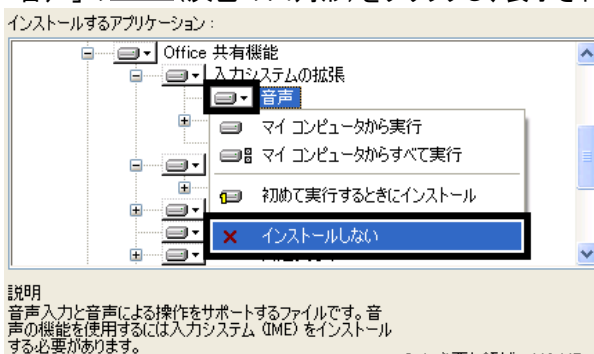 インストールするアプリケーション :
Office 共有機能
入力システムの拡張
音声
マイ コンピュータから実行
マイ コンピュータからすべて実行
初めて実行するときにインストール
インストールしない
説明
音声入力と音声による操作をサポートするファイルです。音
声の機能を使用するには入力システム (IME) をインストール
する必要があります。